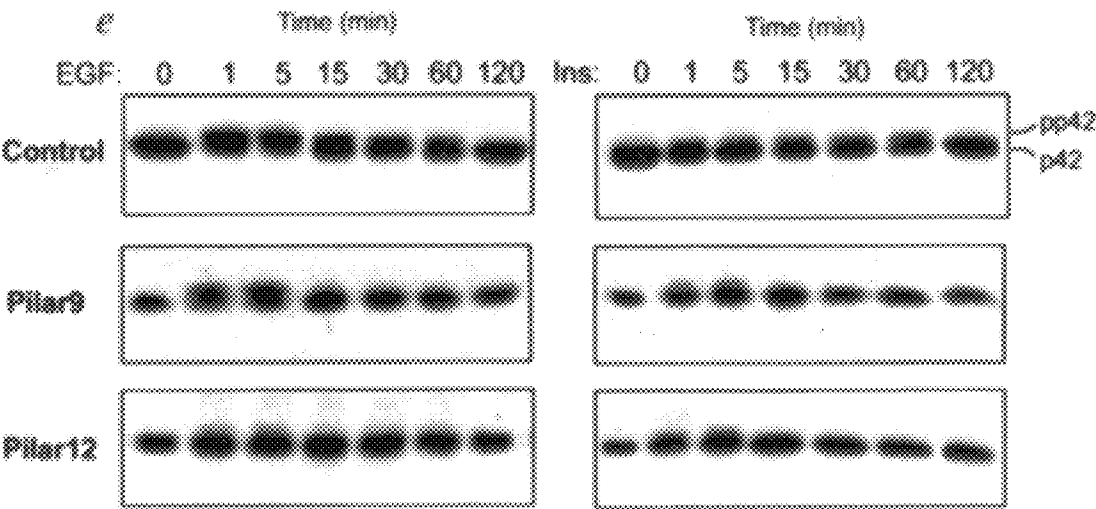 e
Time (min)
Time (min)
EGF: 0 1 5 15 30 60 120
Ins: 0 1 5 15 30 60 120
Control
pp42
p42
Pilar9
Pilar12